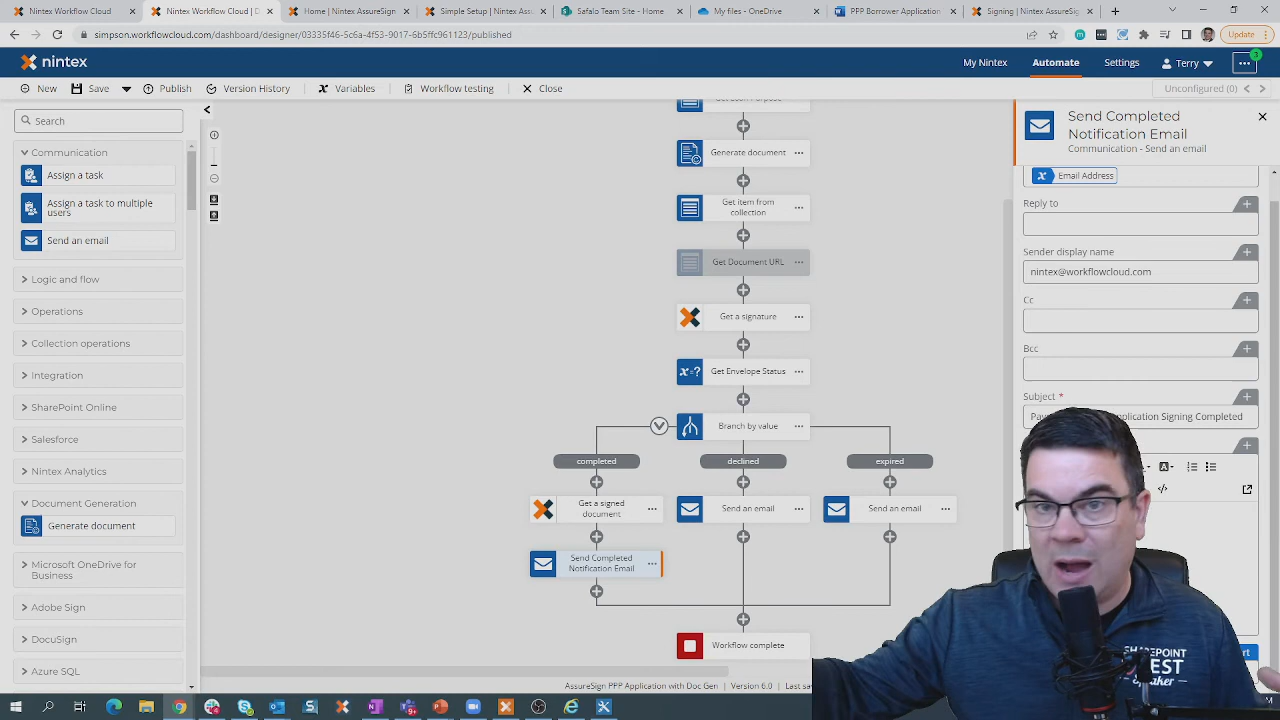 Nintex Workflow Cloud
Nintex Workflow Cloud | D
Home | Nintex AssureSign
Simple Setup | Nintex AssureS
Safalo Team Site - Home
My files - OneDrive
PPP Borrower Application
Signing | Nintex AssureSign
simpson.workflowcloud.com/dashboard/designer/03335f46-5c6a-4f53-9017-6b5ffc961123/published
Update
nintex
My Nintex
Automate
Settings
Terry
3
New
Save
Publish
Version History
Variables
Workflow testing
Close
Unconfigured (0)
Search
Communication
Assign a task
Assign a task to multiple
users
Send an email
Logic and flow
Operations
Collection operations
Integration
SharePoint Online
Salesforce
Nintex Analytics
Document Generation
Generate document
Microsoft OneDrive for
Business
Adobe Sign
DocuSign
Azure SQL
Generate document
Get item from
collection
Get Document URL
Get a signature
Get Envelope Status
Branch by value
completed
declined
expired
Get a signed
document
Send an email
Send an email
Send Completed
Notification Email
Workflow complete
AssureSign PPP Application with Doc Gen | Version 6.0 | Last sa
Send Completed
Notification Email
Communication - Send an email
Email Address
Reply to
Sender display name
nintex@workflowcloud.com
Cc
Bcc
Subject *
Pay
pplication Signing Completed
SHAREPOINT